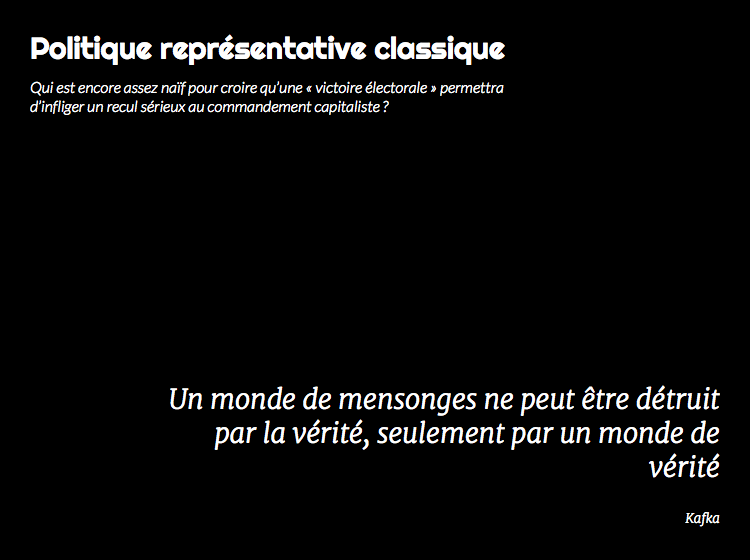 Politique représentative classique
Qui est encore assez naïf pour croire qu’une « victoire électorale » permettra
d’infliger un recul sérieux au commandement capitaliste ?
Un monde de mensonges ne peut être détruit
par la vérité, seulement par un monde de
vérité
Kafka